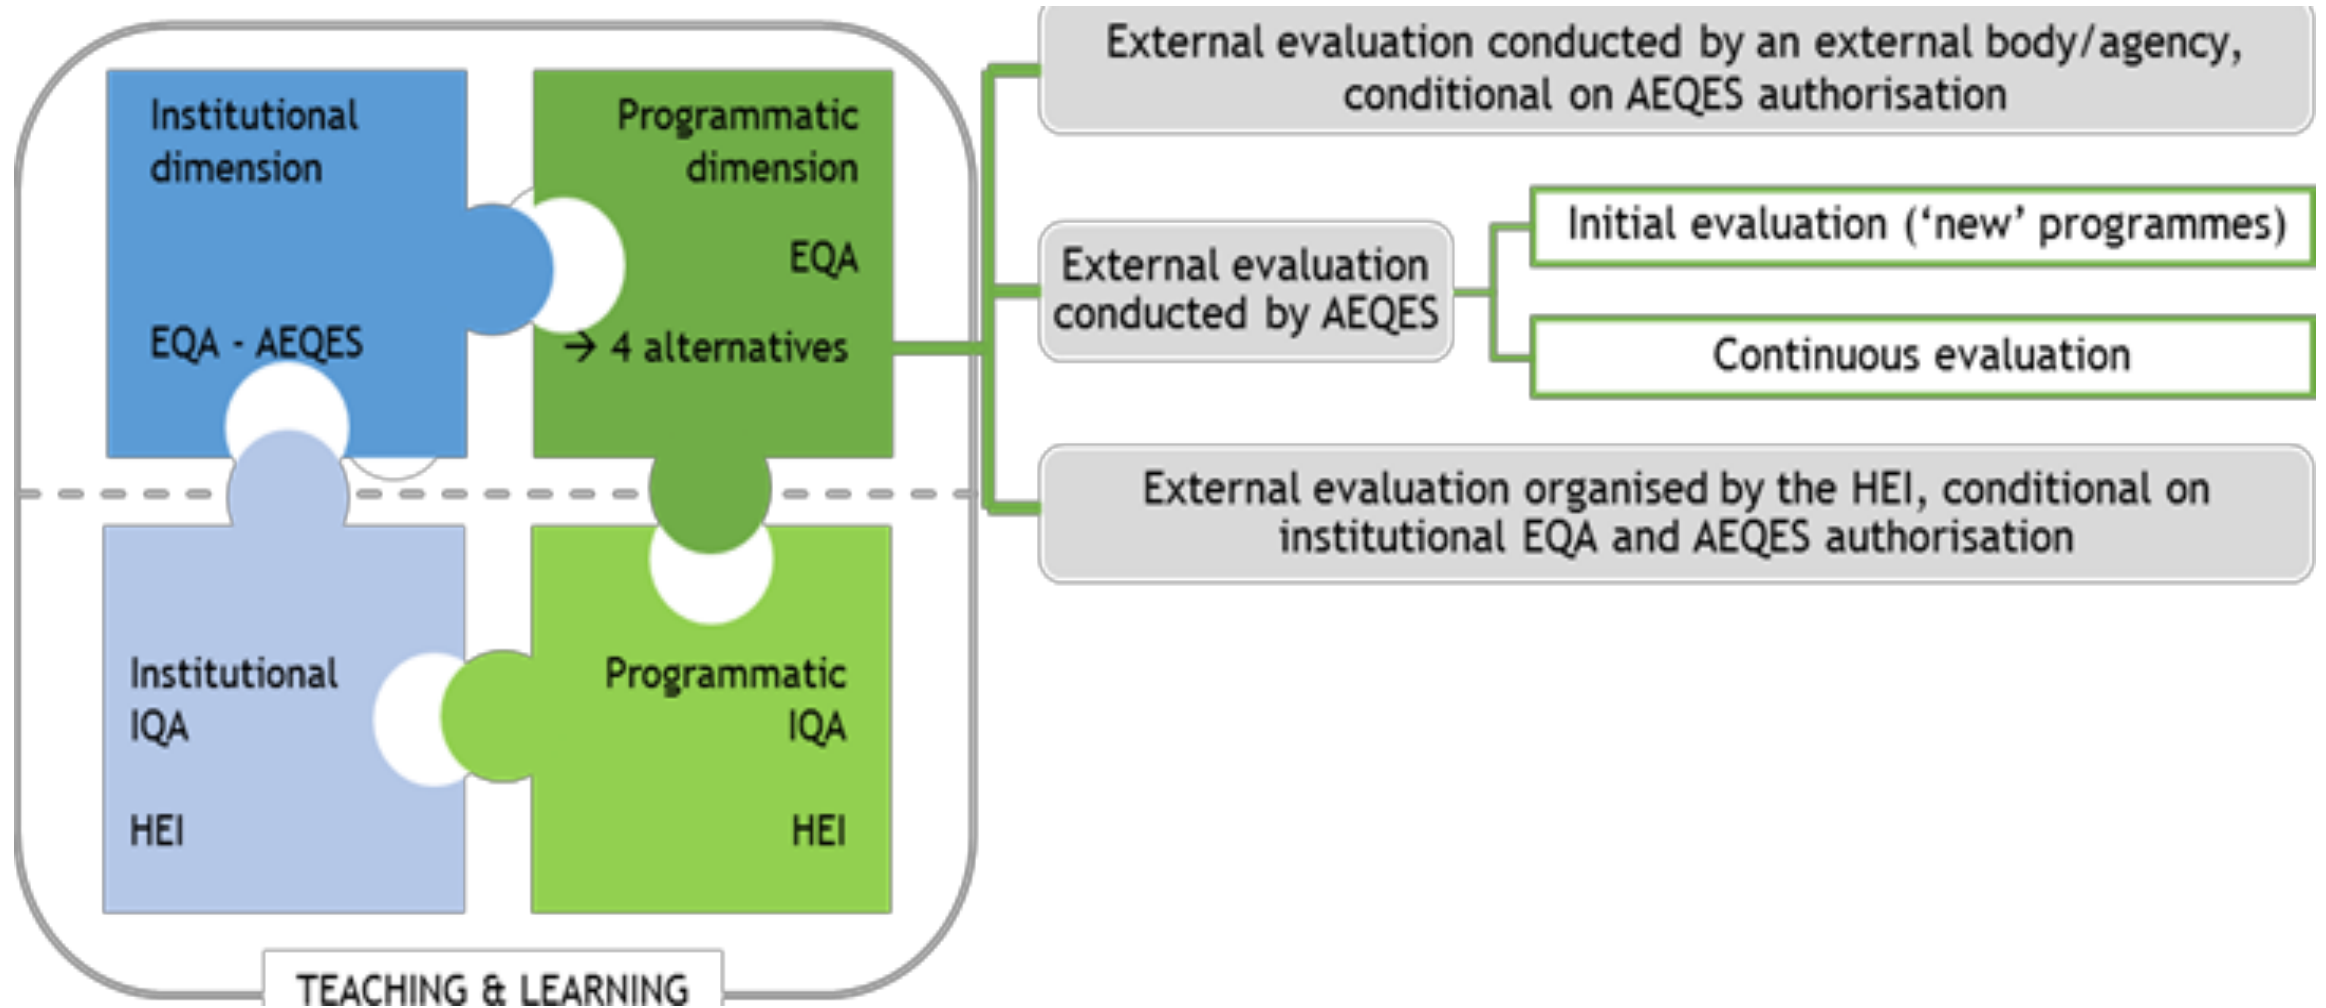 Institutional
dimension
EQA - AEQES
Programmatic
dimension
EQA
→ 4 alternatives
Institutional
IQA
HEI
Programmatic
IQA
HEI
TEACHING & LEARNING
External evaluation conducted by an external body/agency,
conditional on AEQES authorisation
External evaluation
conducted by AEQES
Initial evaluation (‘new’ programmes)
Continuous evaluation
External evaluation organised by the HEI, conditional on
institutional EQA and AEQES authorisation